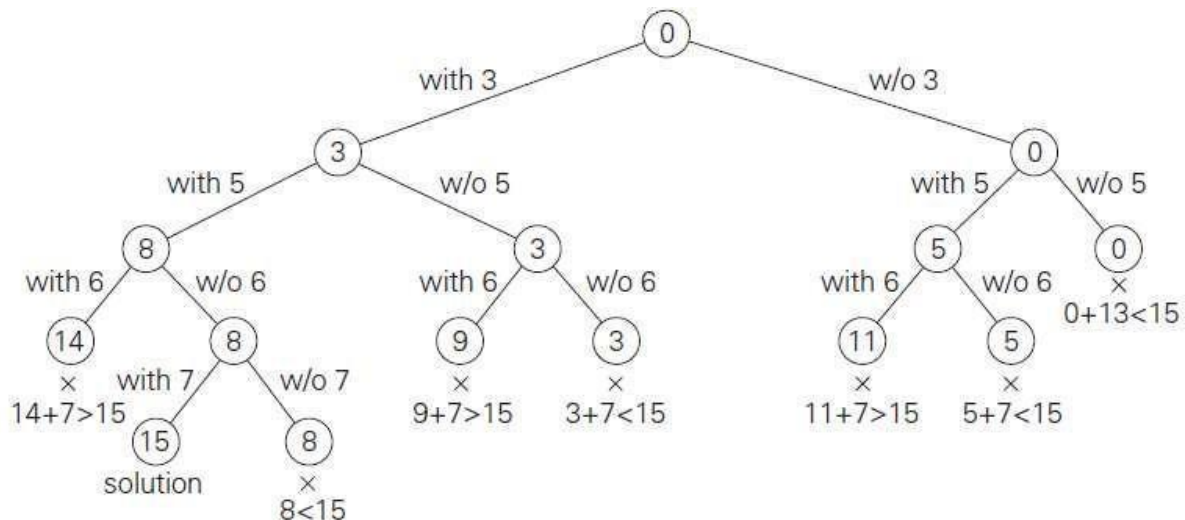 0
with 3
w/o 3
3
0
with 5
w/o 5
with 5
w/o 5
8
3
5
0
with 6
w/o 6
with 6
w/o 6
with 6
w/o 6
×
0+13<15
14
8
9
3
11
5
×
with 7
w/o 7
×
×
×
×
14+7>15
9+7>15
3+7<15
11+7>15
5+7<15
15
8
solution
×
8<15